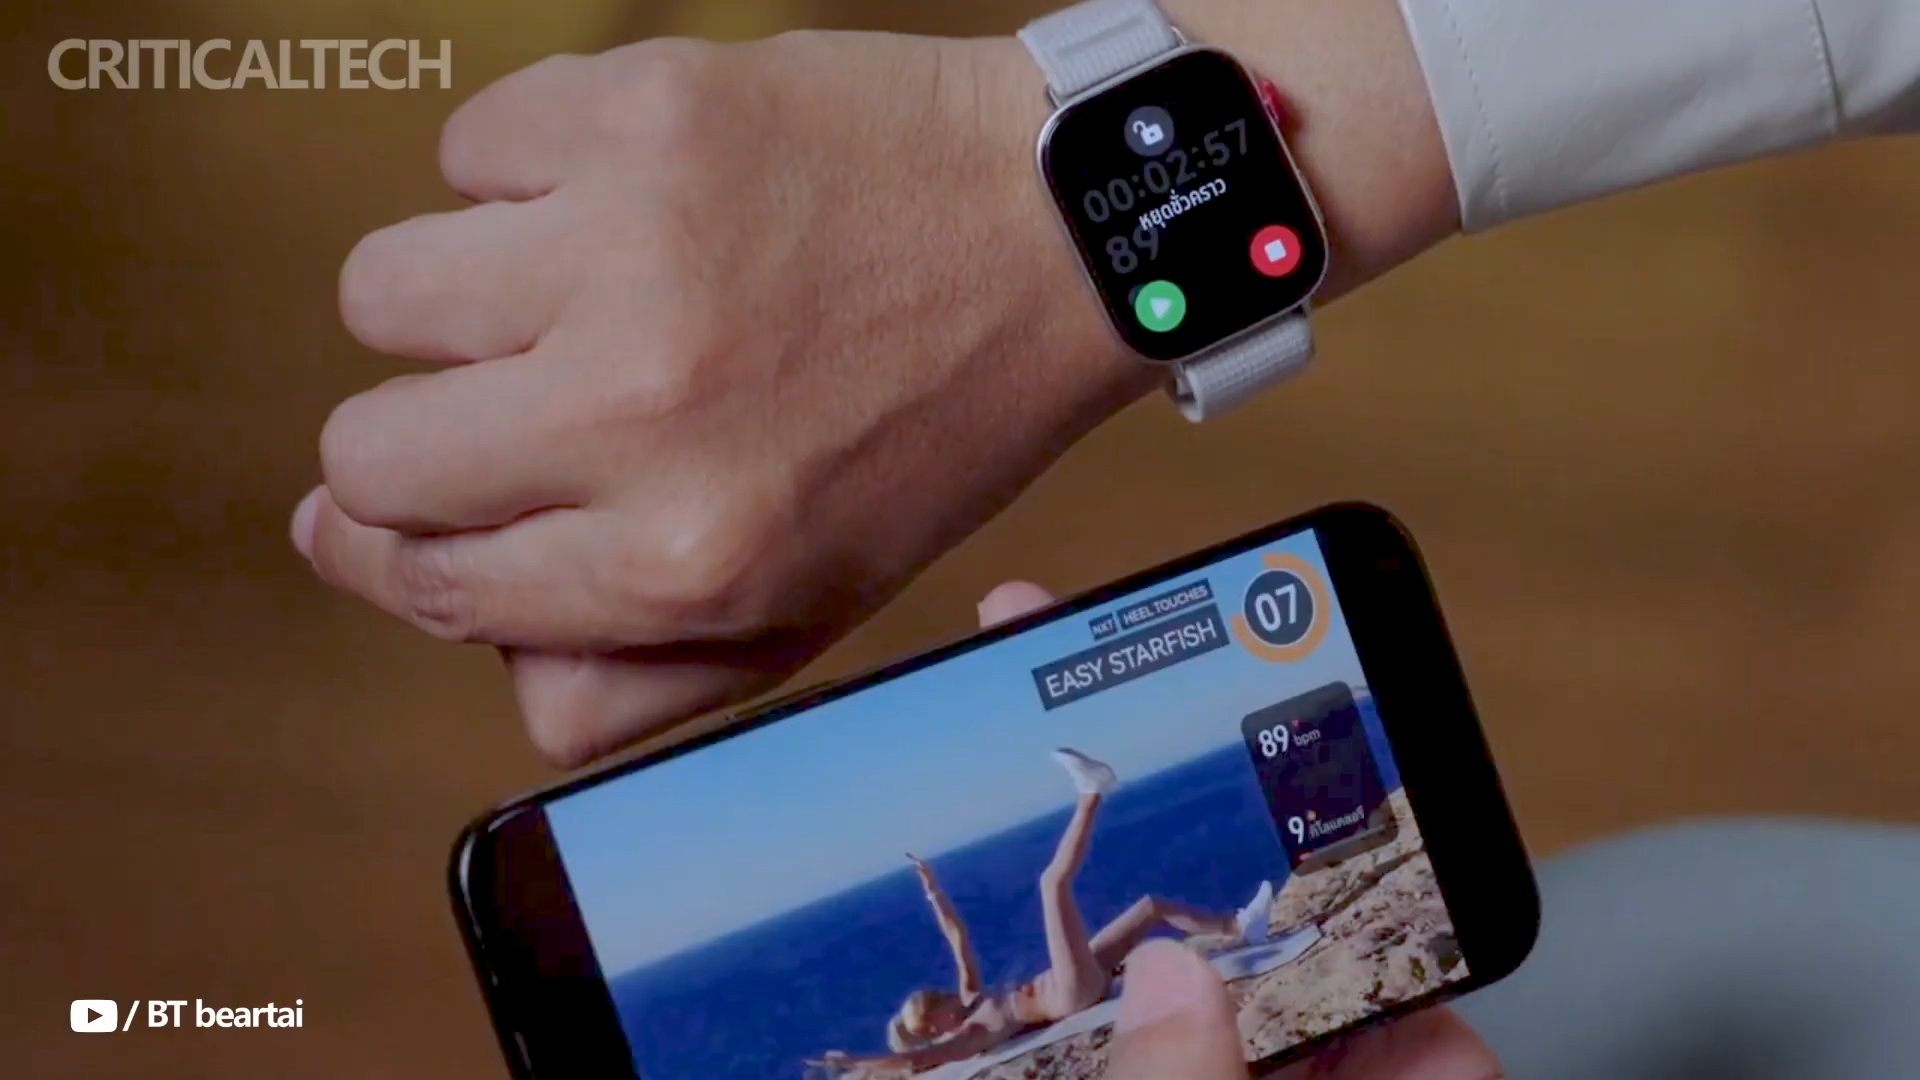 CRITICALTECH
00:02:57
หยุดชั่วคราว
89
NXT HEEL TOUCHES
EASY STARFISH
07
89 bpm
9 กิโลแคลอรี
/ BT beartai